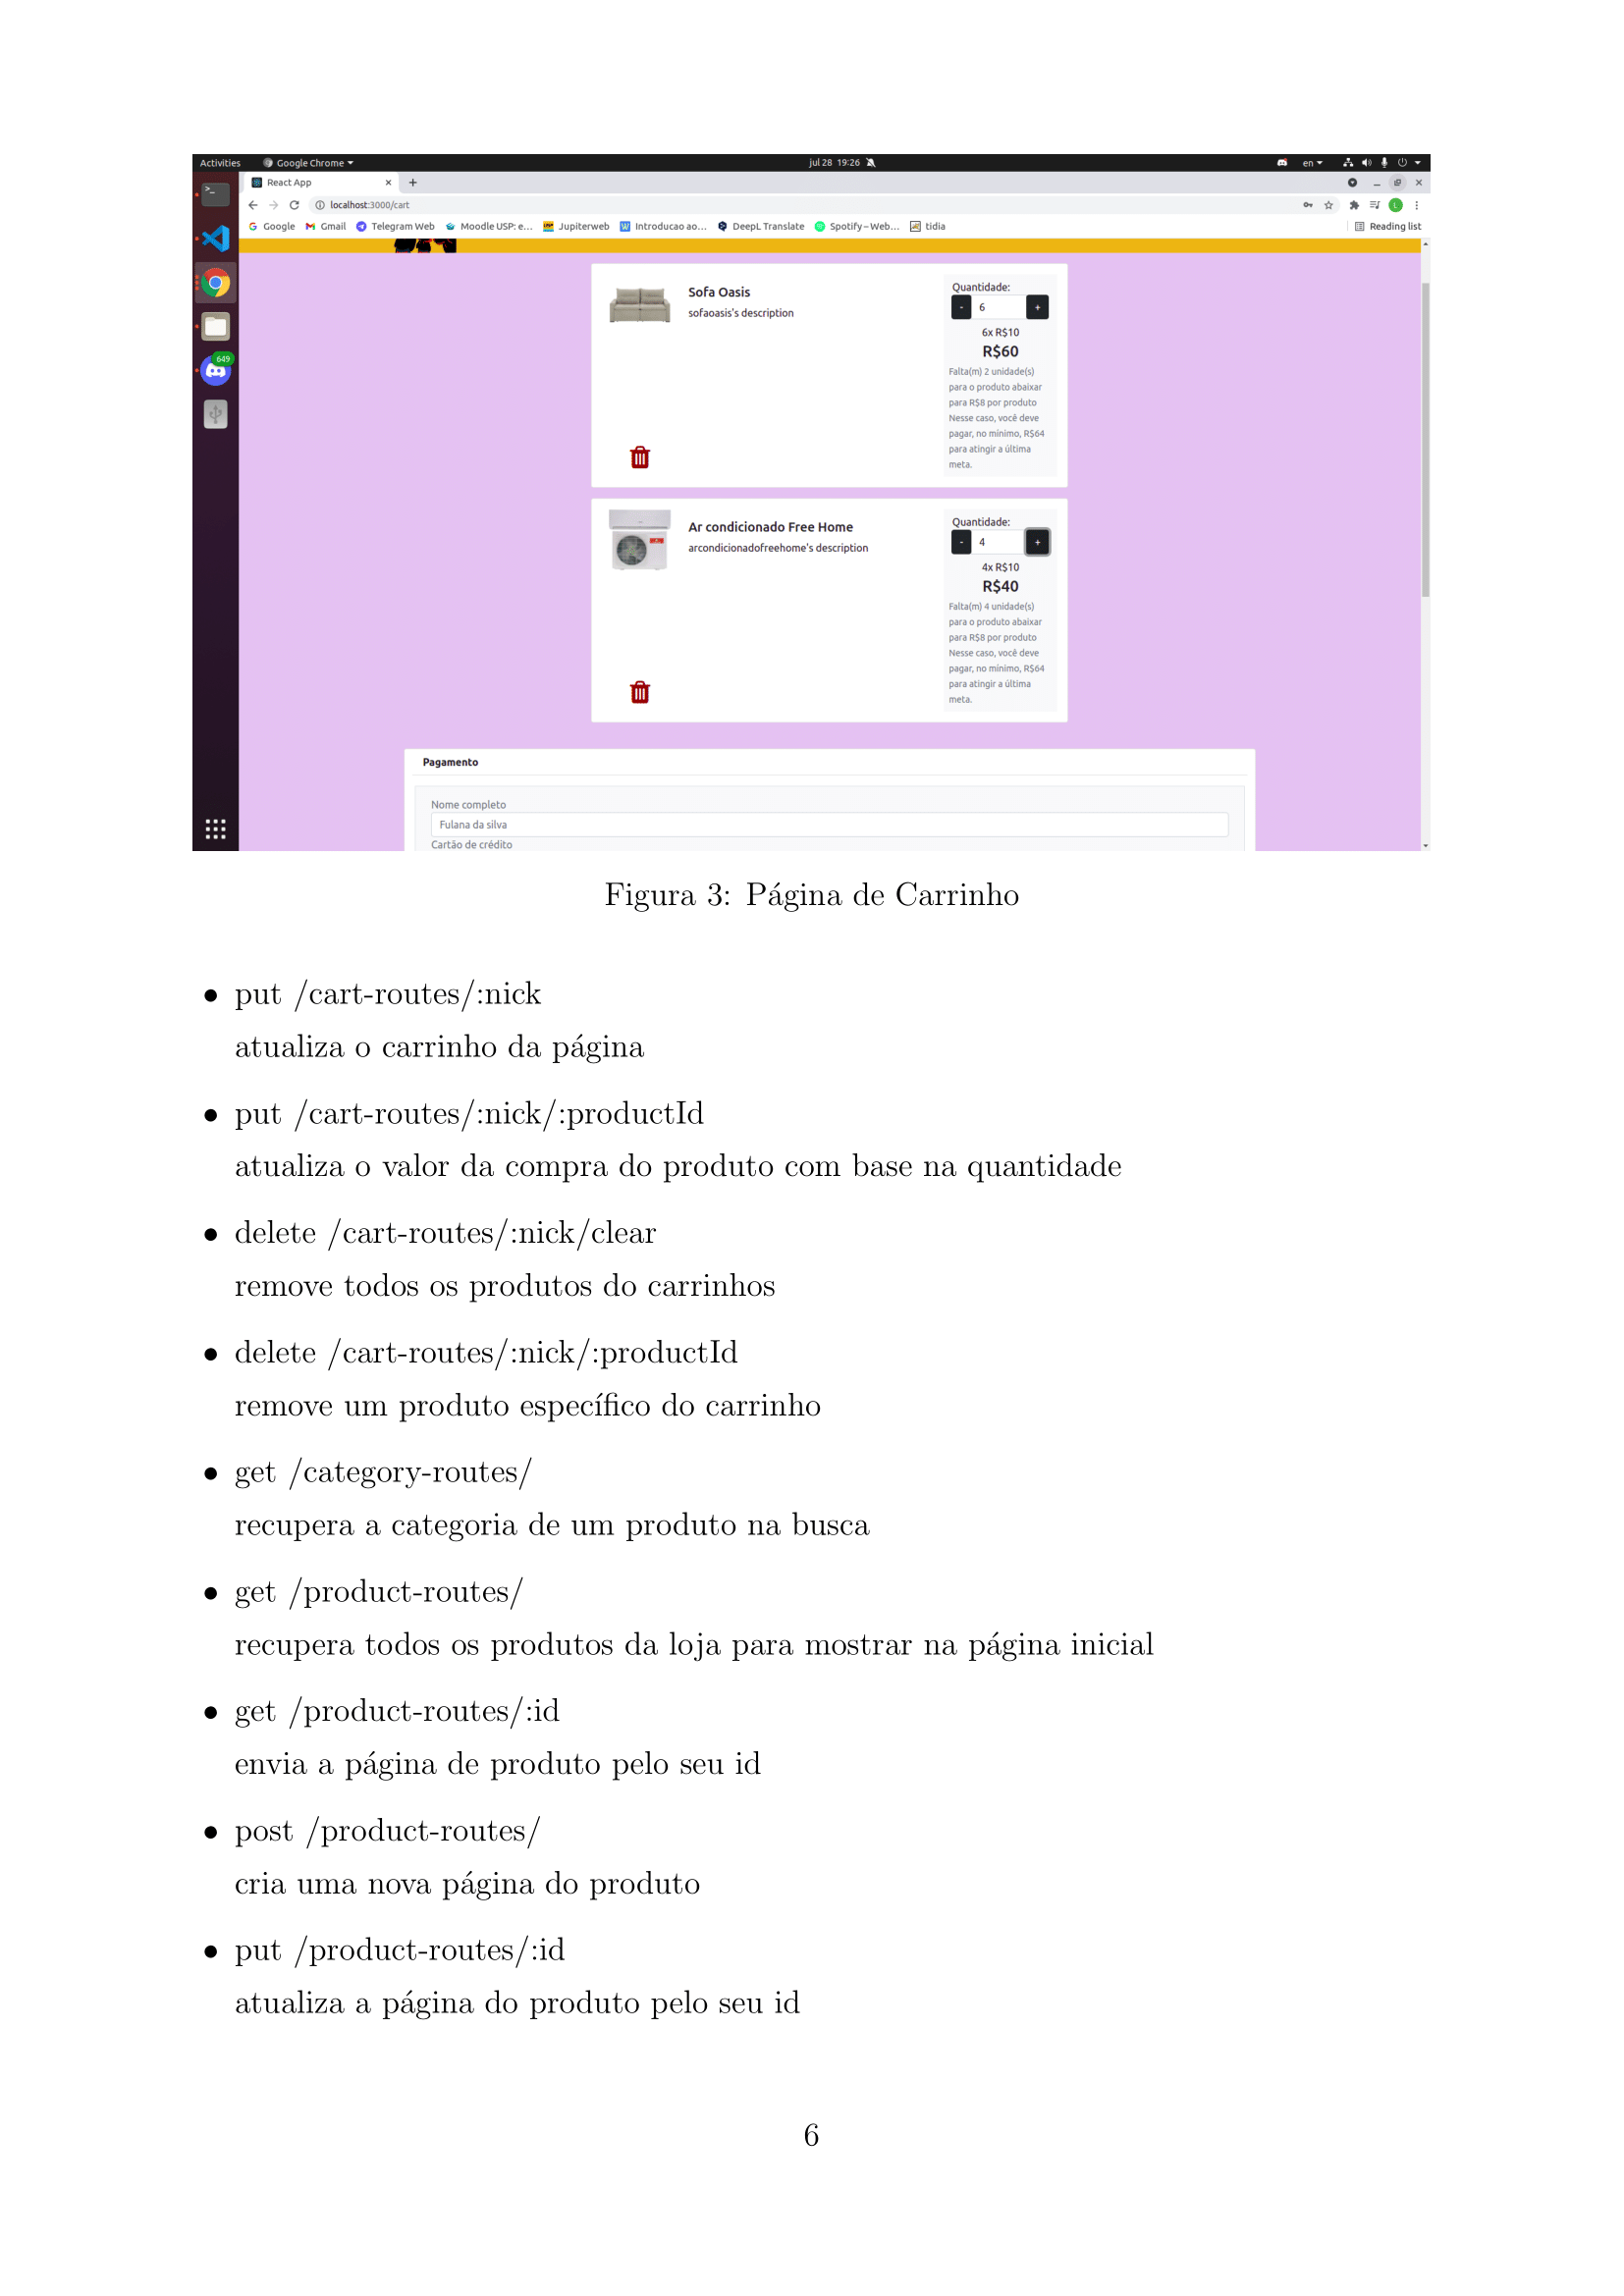 Activities
Google Chrome
jul 28 19:26
en
React App
localhost:3000/cart
Google Gmail Telegram Web Moodle USP: e... Jupiterweb Introducao ao... DeepL Translate Spotify – Web... tidia Reading list
649
Sofa Oasis
sofaoasis's description
Quantidade:
- 6 +
6x R$10
R$60
Falta(m) 2 unidade(s)
para o produto abaixar
para R$8 por produto
Nesse caso, você deve
pagar, no mínimo, R$64
para atingir a última
meta.
Ar condicionado Free Home
arcondicionadofreehome's description
Quantidade:
- 4 +
4x R$10
R$40
Falta(m) 4 unidade(s)
para o produto abaixar
para R$8 por produto
Nesse caso, você deve
pagar, no mínimo, R$64
para atingir a última
meta.
Pagamento
Nome completo
Fulana da silva
Cartão de crédito
Figura 3: Página de Carrinho
• put /cart-routes/:nick
atualiza o carrinho da página
• put /cart-routes/:nick/:productId
atualiza o valor da compra do produto com base na quantidade
• delete /cart-routes/:nick/clear
remove todos os produtos do carrinhos
• delete /cart-routes/:nick/:productId
remove um produto específico do carrinho
• get /category-routes/
recupera a categoria de um produto na busca
• get /product-routes/
recupera todos os produtos da loja para mostrar na página inicial
• get /product-routes/:id
envia a página de produto pelo seu id
• post /product-routes/
cria uma nova página do produto
• put /product-routes/:id
atualiza a página do produto pelo seu id
6